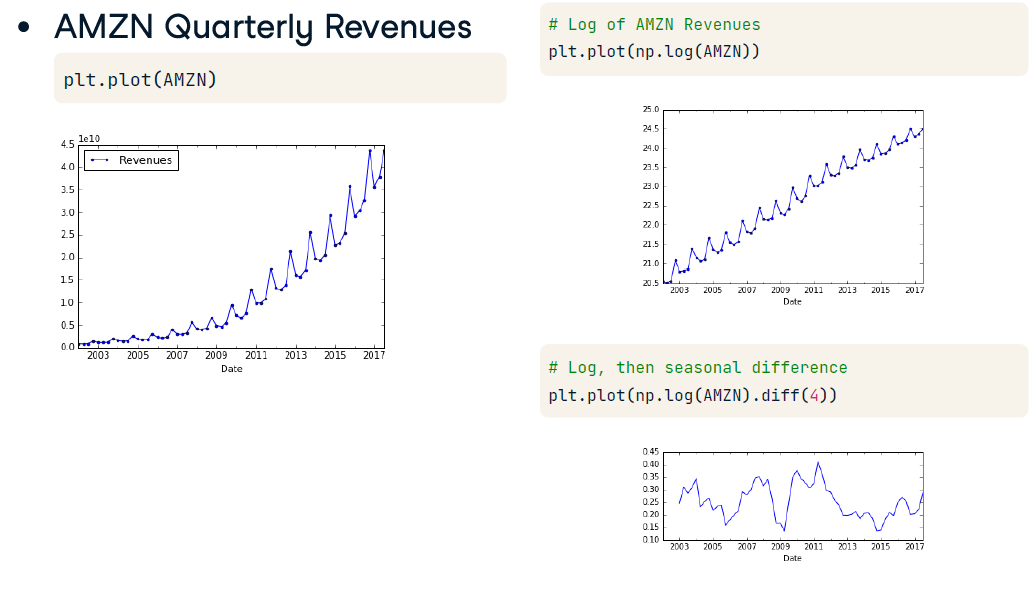 • AMZN Quarterly Revenues
plt.plot(AMZN)
1e10
4.5
4.0
3.5
3.0
2.5
2.0
1.5
1.0
0.5
0.0
Revenues
2003 2005 2007 2009 2011 2013 2015 2017
Date
# Log of AMZN Revenues
plt.plot(np.log(AMZN))
25.0
24.5
24.0
23.5
23.0
22.5
22.0
21.5
21.0
20.5
2003 2005 2007 2009 2011 2013 2015 2017
Date
# Log, then seasonal difference
plt.plot(np.log(AMZN).diff(4))
0.45
0.40
0.35
0.30
0.25
0.20
0.15
0.10
2003 2005 2007 2009 2011 2013 2015 2017
Date